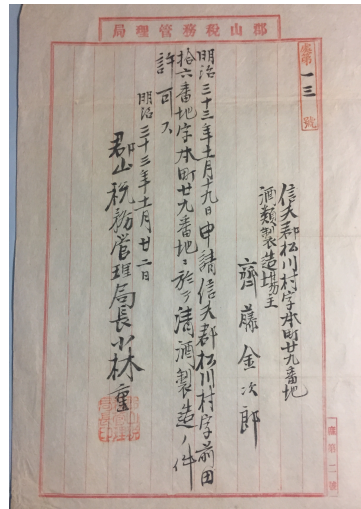 郡山税務管理局
處第一三號
信夫郡松川村字本町廿九番地
酒類製造場主
齋藤金次郎
明治三十三年十一月十九日申請信夫郡松川村字前田
拾六番地字本町廿九番地ニ於テ清酒製造ノ件
許可ス
明治三十三年十一月廿二日
郡山税務管理局長小林